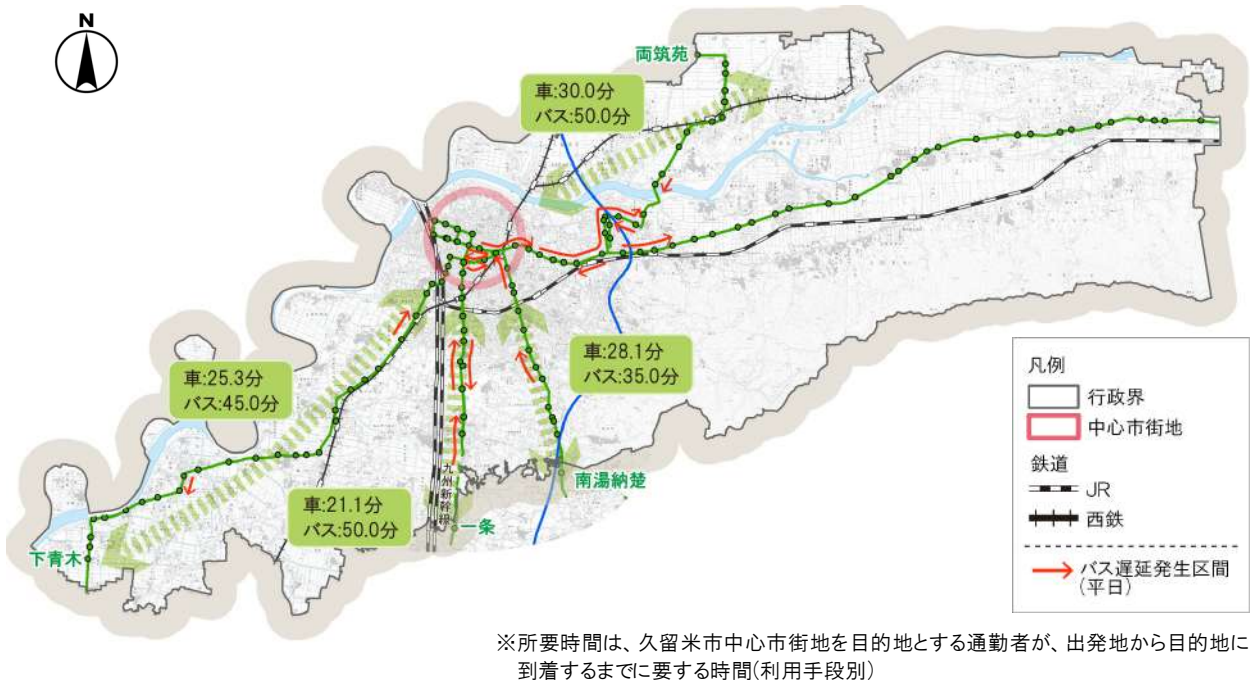 N
両筑苑
車:30.0分
バス:50.0分
車:25.3分
バス:45.0分
車:28.1分
バス:35.0分
車:21.1分
バス:50.0分
九州新幹線
南湯納楚
一条
下青木
凡例
行政界
中心市街地
鉄道
JR
西鉄
バス遅延発生区間
(平日)
※所要時間は、久留米市中心市街地を目的地とする通勤者が、出発地から目的地に
到着するまでに要する時間(利用手段別)